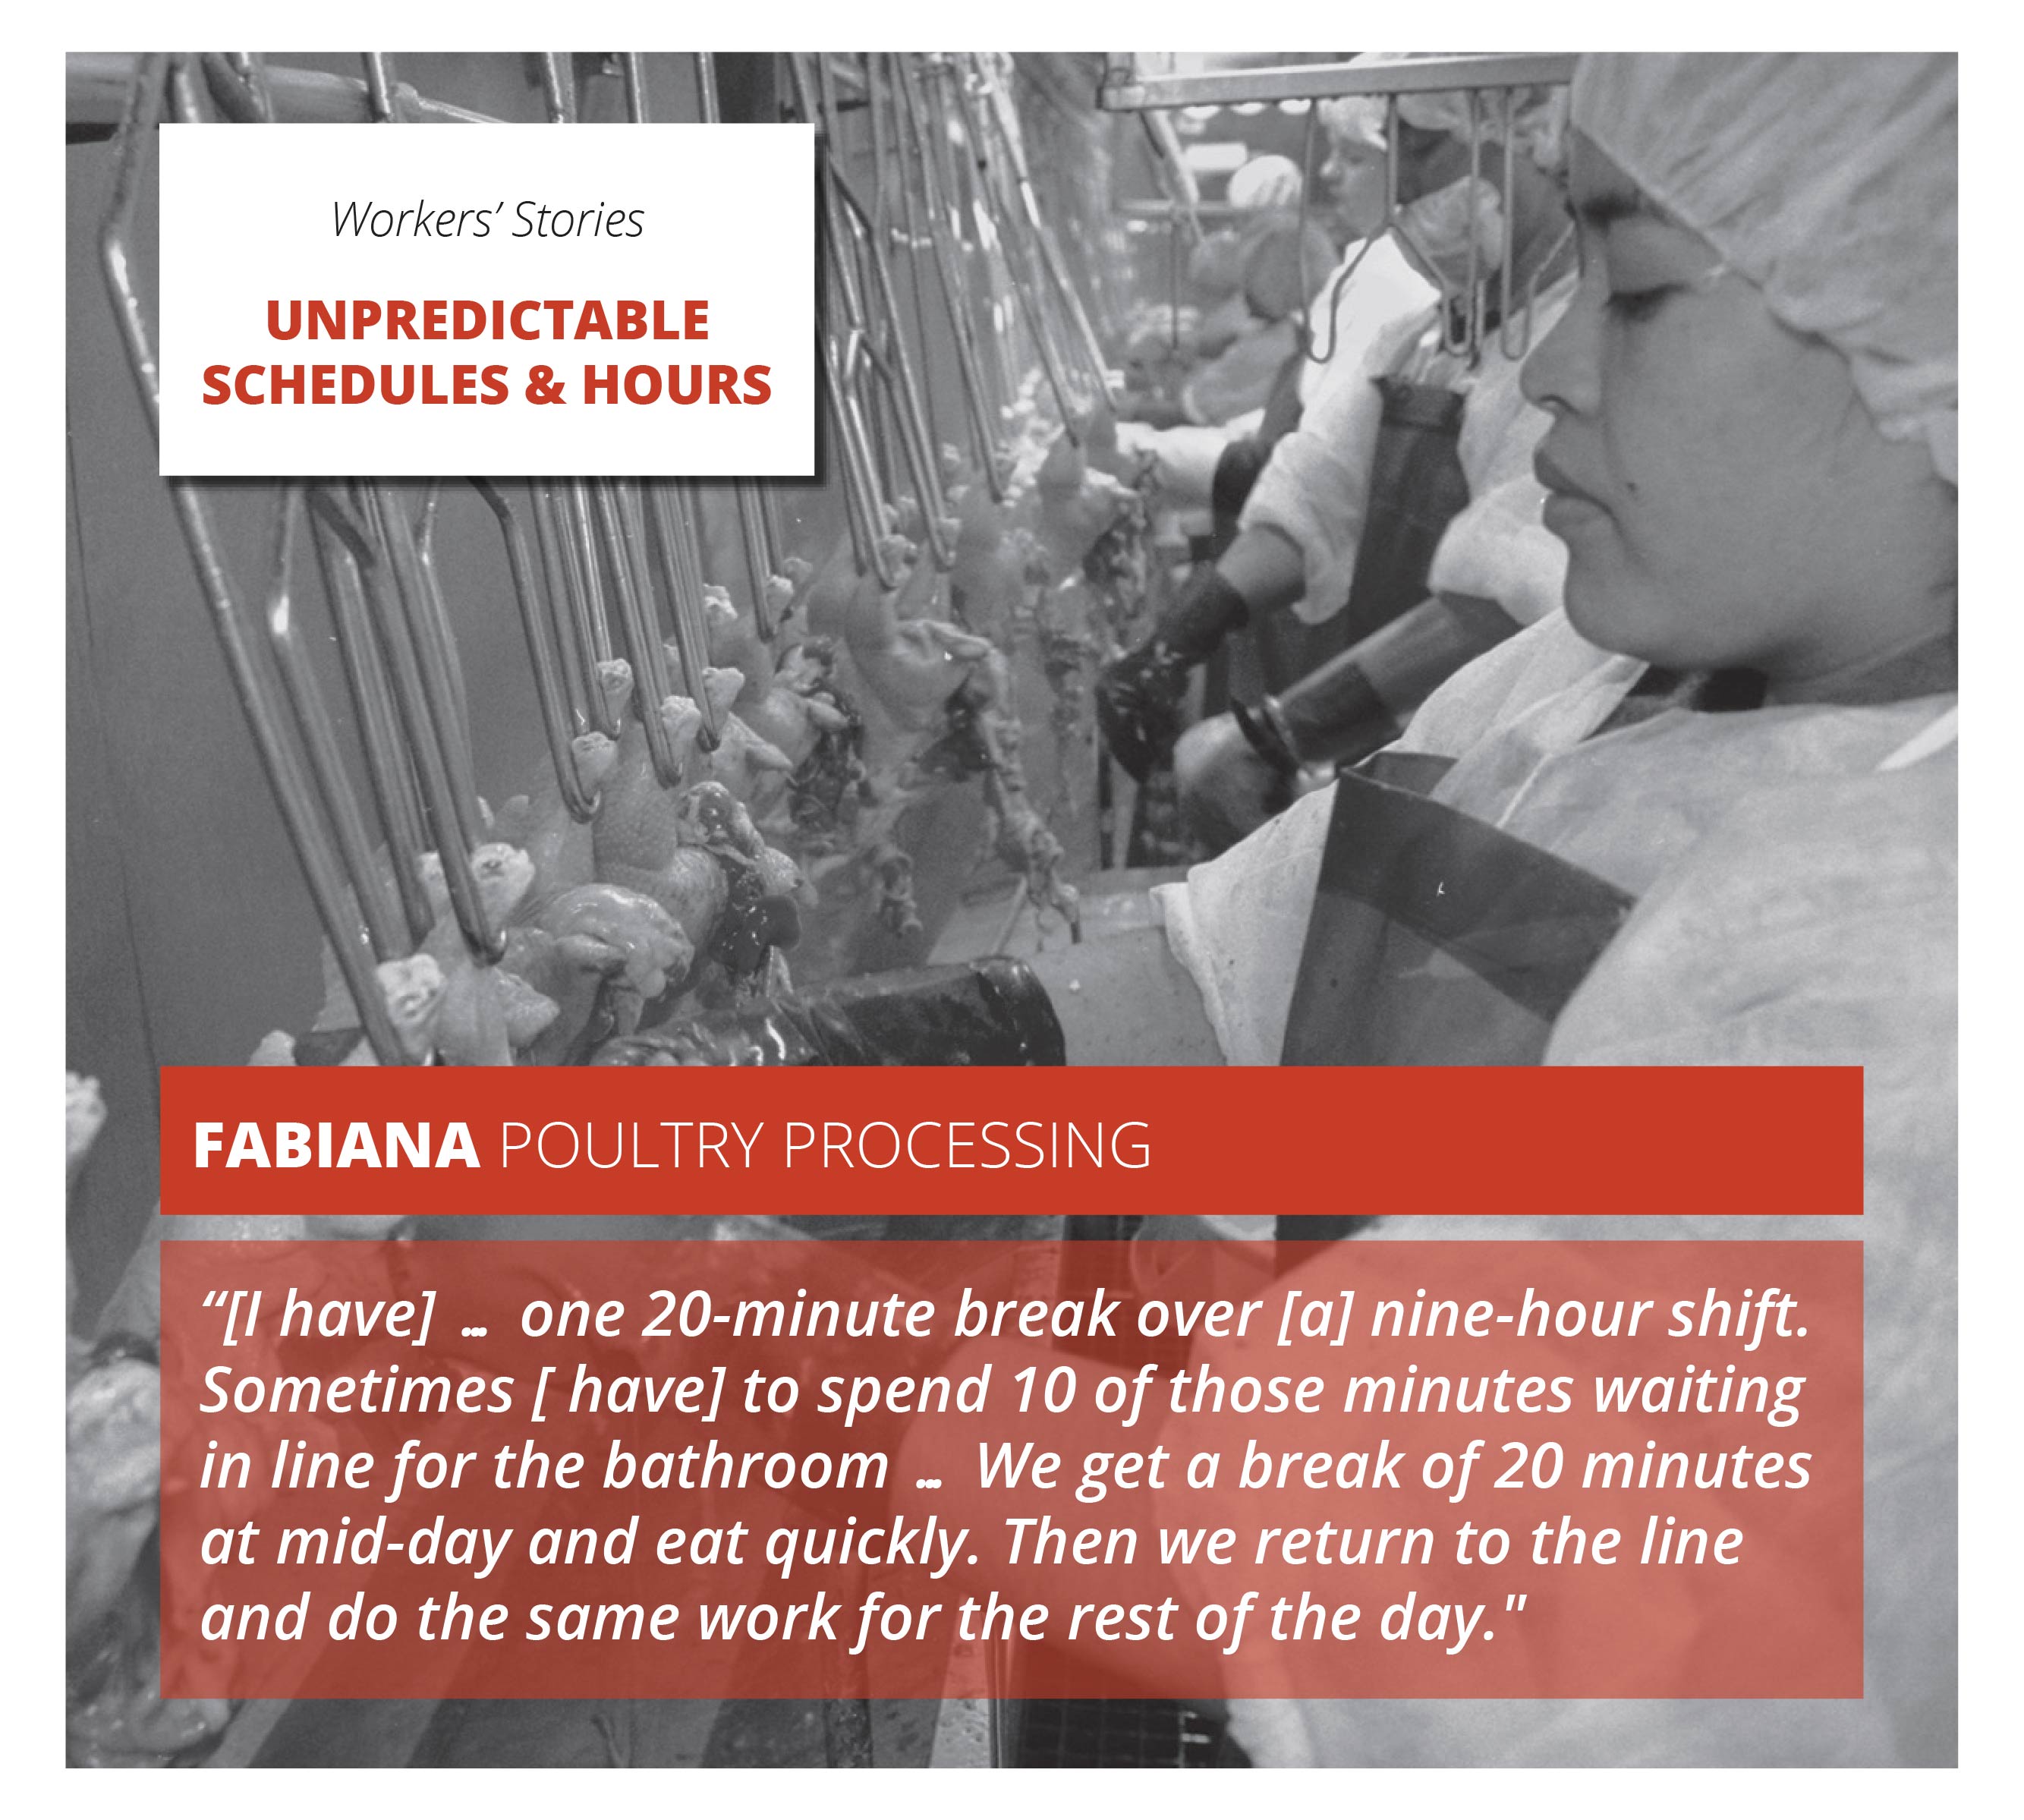 Workers’ Stories
UNPREDICTABLE
SCHEDULES & HOURS
FABIANA POULTRY PROCESSING
“[I have] ... one 20-minute break over [a] nine-hour shift.
Sometimes [ have] to spend 10 of those minutes waiting
in line for the bathroom ... We get a break of 20 minutes
at mid-day and eat quickly. Then we return to the line
and do the same work for the rest of the day."